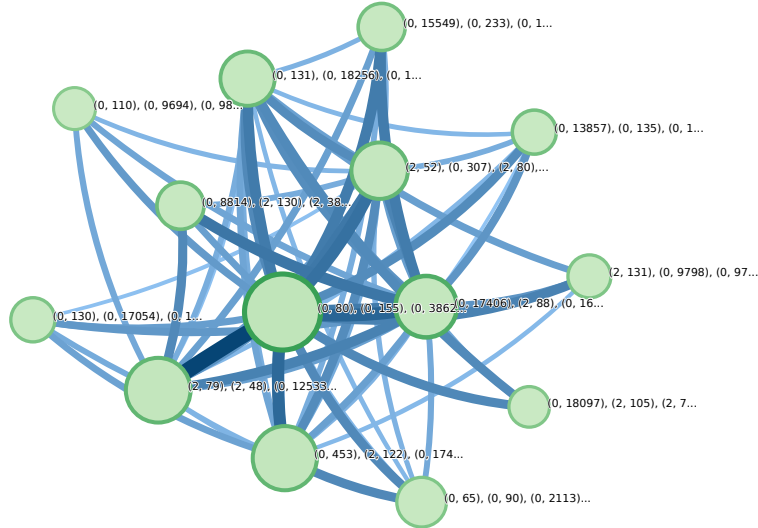 (0, 15549), (0, 233), (0, 1...
(0, 131), (0, 18256), (0, 1...
(0, 110), (0, 9694), (0, 98...
(0, 13857), (0, 135), (0, 1...
(2, 52), (0, 307), (2, 80),...
(0, 8814), (2, 130), (2, 38...
(2, 131), (0, 9798), (0, 97...
(0, 80), (0, 155), (0, 3862...
(0, 17406), (2, 88), (0, 16...
(0, 130), (0, 17054), (0, 1...
(2, 79), (2, 48), (0, 12533...
(0, 18097), (2, 105), (2, 7...
(0, 453), (2, 122), (0, 174...
(0, 65), (0, 90), (0, 2113)...